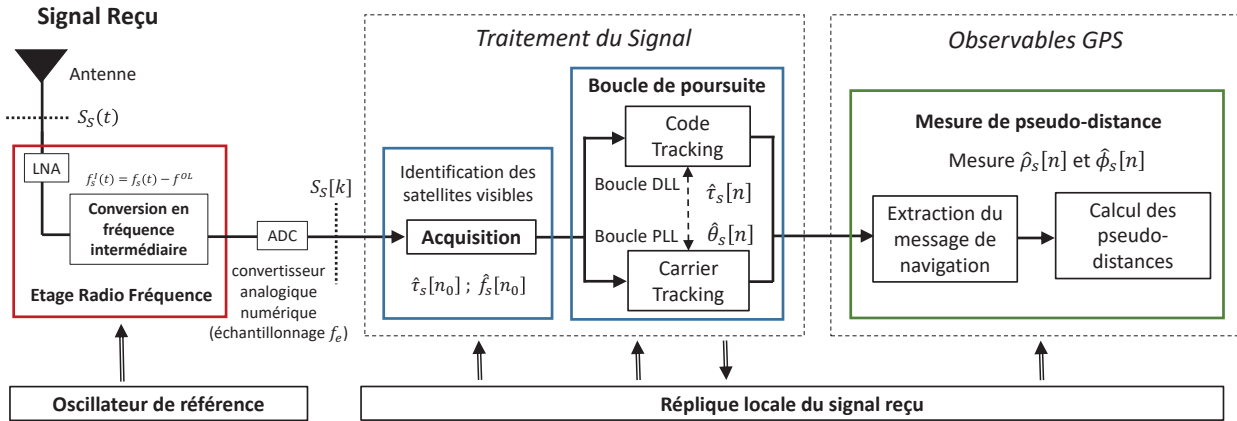 Signal Reçu
Antenne
S_S(t)
LNA
f_s^I(t) = f_s(t) − f^{OL}
Conversion en
fréquence
intermédiaire
Etage Radio Fréquence
ADC
S_S[k]
convertisseur
analogique
numérique
(échantillonnage f_e)
Oscillateur de référence
Traitement du Signal
Identification des
satellites visibles
Acquisition
τ̂_s[n_0] ; f̂_s[n_0]
Boucle de poursuite
Code
Tracking
Boucle DLL
τ̂_s[n]
Boucle PLL
θ̂_s[n]
Carrier
Tracking
Observables GPS
Mesure de pseudo-distance
Mesure ρ̂_s[n] et ϕ̂_s[n]
Extraction du
message de
navigation
Calcul des
pseudo-
distances
Réplique locale du signal reçu